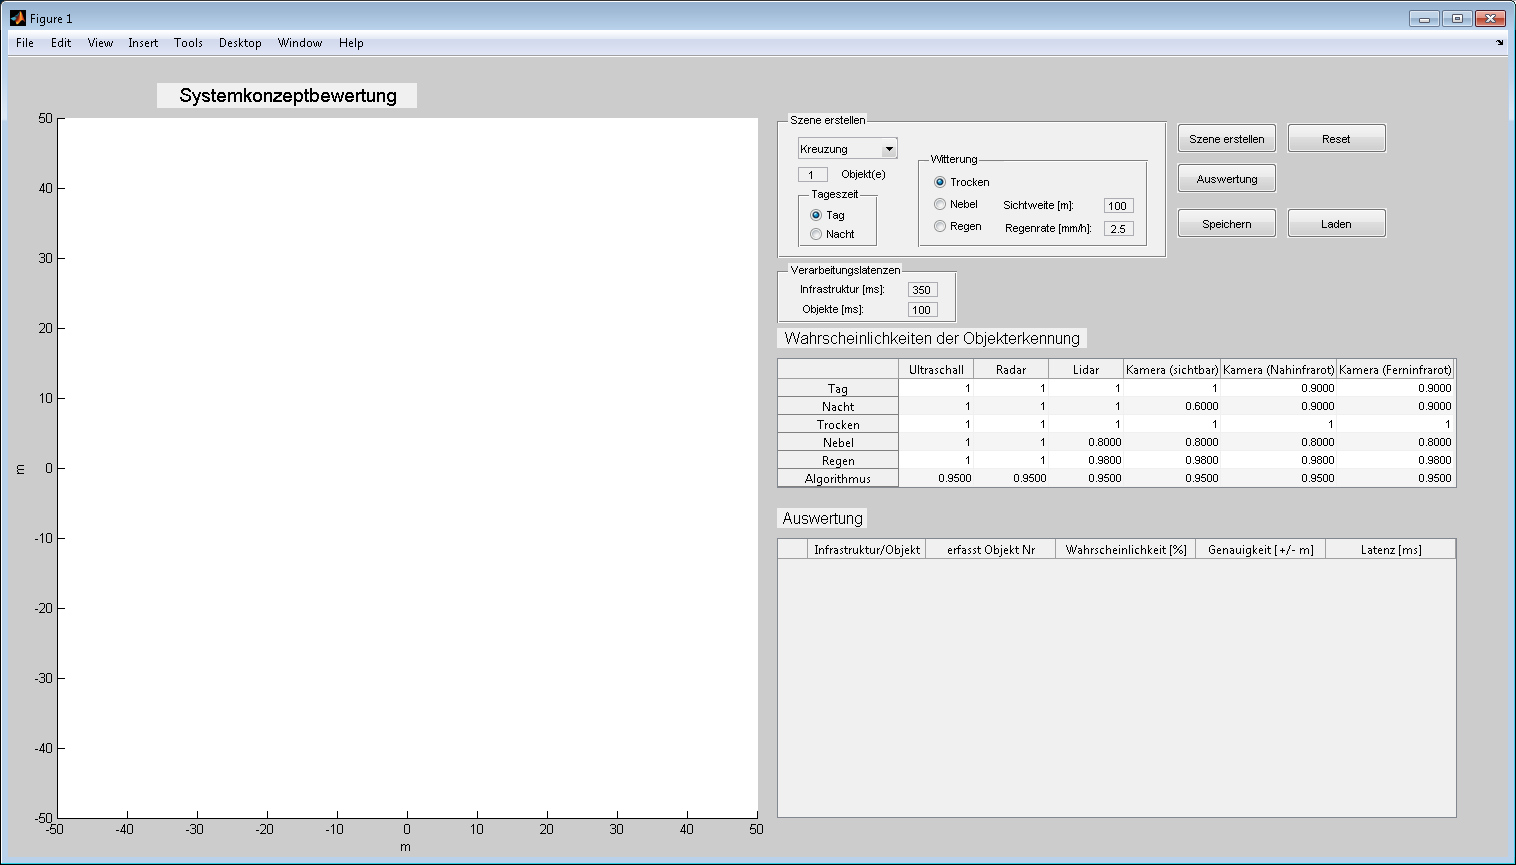 Figure 1
File Edit View Insert Tools Desktop Window Help
Systemkonzeptbewertung
50
40
30
20
10
0
-10
-20
-30
-40
-50
m
-50 -40 -30 -20 -10 0 10 20 30 40 50
m
Szene erstellen
Kreuzung
1 Objekt(e)
Tageszeit
Tag
Nacht
Witterung
Trocken
Nebel Sichtweite [m]: 100
Regen Regenrate [mm/h]: 2.5
Szene erstellen Reset
Auswertung
Speichern Laden
Verarbeitungslatenzen
Infrastruktur [ms]: 350
Objekte [ms]: 100
Wahrscheinlichkeiten der Objekterkennung
Ultraschall Radar Lidar Kamera (sichtbar) Kamera (Nahinfrarot) Kamera (Ferninfrarot)
Tag 1 1 1 1 0.9000 0.9000
Nacht 1 1 1 0.6000 0.9000 0.9000
Trocken 1 1 1 1 1 1
Nebel 1 1 0.8000 0.8000 0.8000 0.8000
Regen 1 1 0.9800 0.9800 0.9800 0.9800
Algorithmus 0.9500 0.9500 0.9500 0.9500 0.9500 0.9500
Auswertung
Infrastruktur/Objekt erfasst Objekt Nr Wahrscheinlichkeit [%] Genauigkeit [+/- m] Latenz [ms]